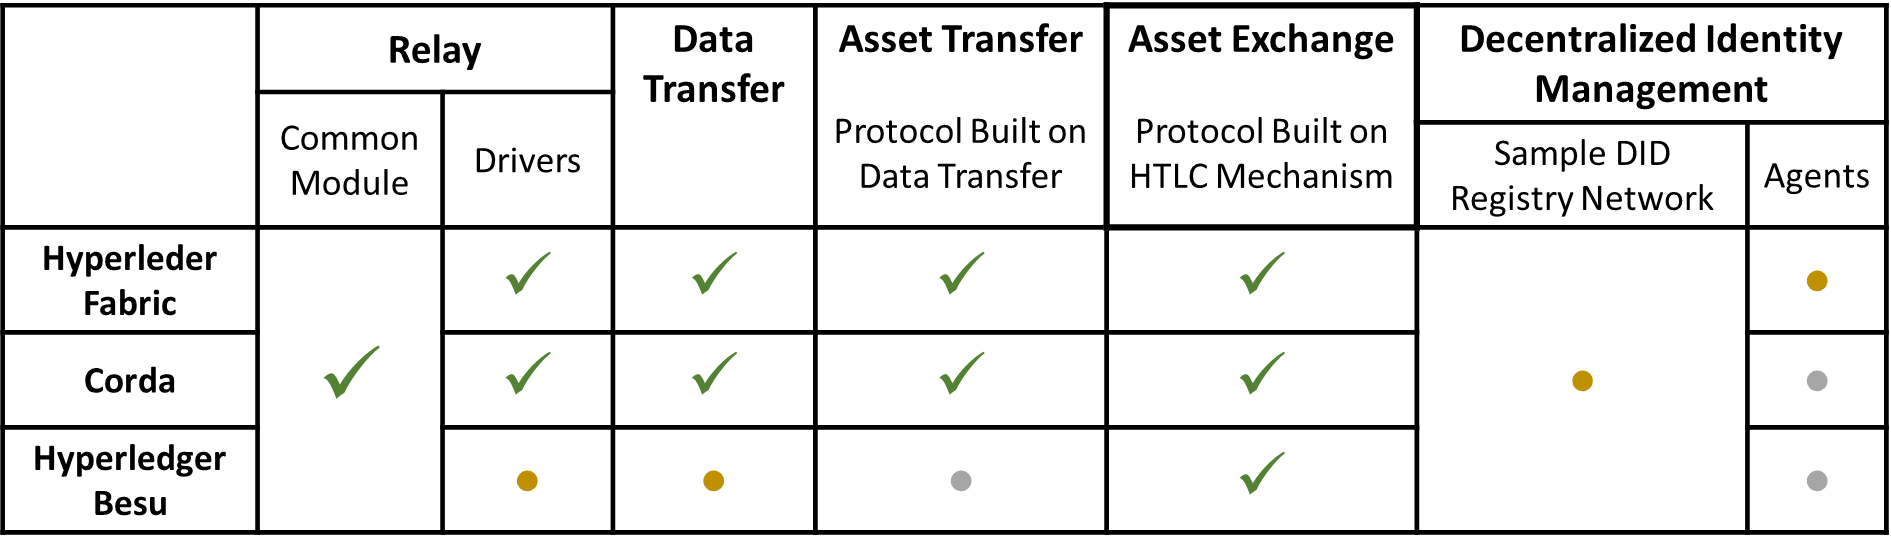 Relay
Data
Transfer
Asset Transfer
Protocol Built on
Data Transfer
Asset Exchange
Protocol Built on
HTLC Mechanism
Decentralized Identity
Management
Common
Module
Drivers
Sample DID
Registry Network
Agents
Hyperleder
Fabric
Corda
Hyperledger
Besu